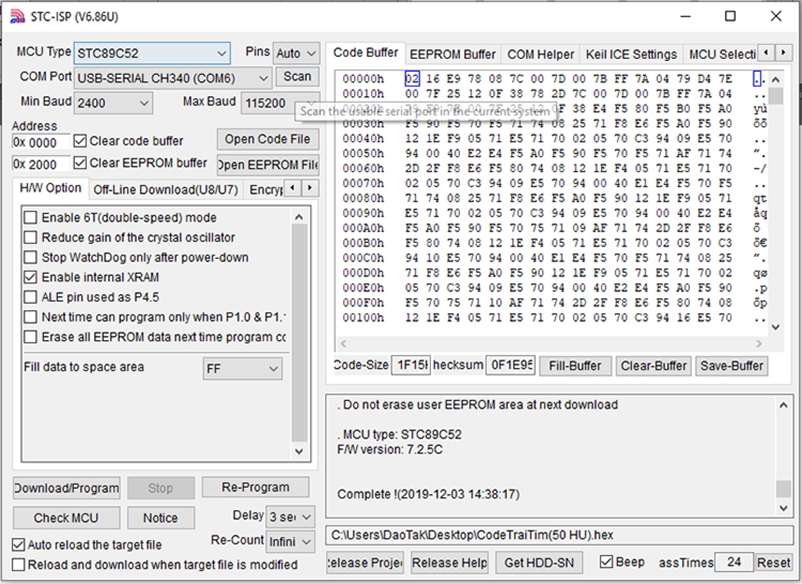 STC-ISP (V6.86U)
MCU Type STC89C52 Pins Auto
COM Port USB-SERIAL CH340 (COM6) Scan
Min Baud 2400 Max Baud 115200
Address
0x 0000 Clear code buffer Open Code File
0x 2000 Clear EEPROM buffer Open EEPROM File
H/W Option Off-Line Download(U8/U7) Encry
Enable 6T(double-speed) mode
Reduce gain of the crystal oscillator
Stop WatchDog only after power-down
Enable internal XRAM
ALE pin used as P4.5
Next time can program only when P1.0 & P1.
Erase all EEPROM data next time program co
Fill data to space area FF
Download/Program Stop Re-Program
Check MCU Notice Delay 3 sec
Auto reload the target file Re-Count Infini
Reload and download when target file is modified
Code Buffer EEPROM Buffer COM Helper Keil ICE Settings MCU Selecti
00000h 02 16 E9 78 08 7C 00 7D 00 7B FF 7A 04 79 D4 7E ..
00010h 00 7F 25 12 0F 38 78 2D 7C 00 7D 00 7B FF 7A 04 ..
Scan the usable serial port in the current system
00030h F5 90 F5 70 F5 71 74 08 25 71 F8 E6 F5 A0 F5 90 õõ
00040h 12 1E F9 05 71 E5 71 70 02 05 70 C3 94 09 E5 70 ..
00050h 94 00 40 E2 E4 F5 A0 F5 90 F5 70 F5 71 AF 71 74 ”.
00060h 2D 2F F8 E6 F5 80 74 08 12 1E F4 05 71 E5 71 70 -/
00070h 02 05 70 C3 94 09 E5 70 94 00 40 E1 E4 F5 70 F5 ..
00080h 71 74 08 25 71 F8 E6 F5 A0 F5 90 12 1E F9 05 71 qt
00090h E5 71 70 02 05 70 C3 94 09 E5 70 94 00 40 E2 E4 åq
000A0h F5 A0 F5 90 F5 70 75 71 09 AF 71 74 2D 2F F8 E6 õ
000B0h F5 80 74 08 12 1E F4 05 71 E5 71 70 02 05 70 C3 õ€
000C0h 94 10 E5 70 94 00 40 E1 E4 F5 70 F5 71 74 08 25 ”.
000D0h 71 F8 E6 F5 A0 F5 90 12 1E F9 05 71 E5 71 70 02 qø
000E0h 05 70 C3 94 09 E5 70 94 00 40 E2 E4 F5 A0 F5 90 .p
000F0h F5 70 75 71 10 AF 71 74 2D 2F F8 E6 F5 80 74 08 õp
00100h 12 1E F4 05 71 E5 71 70 02 05 70 C3 94 16 E5 70 ..
Code-Size 1F15 hecksum 0F1E95 Fill-Buffer Clear-Buffer Save-Buffer
. Do not erase user EEPROM area at next download
. MCU type: STC89C52
F/W version: 7.2.5C
Complete !(2019-12-03 14:38:17)
C:\Users\DaoTak\Desktop\CodeTraiTim(50 HU).hex
Release Projec Release Help Get HDD-SN Beep assTimes 24 Reset